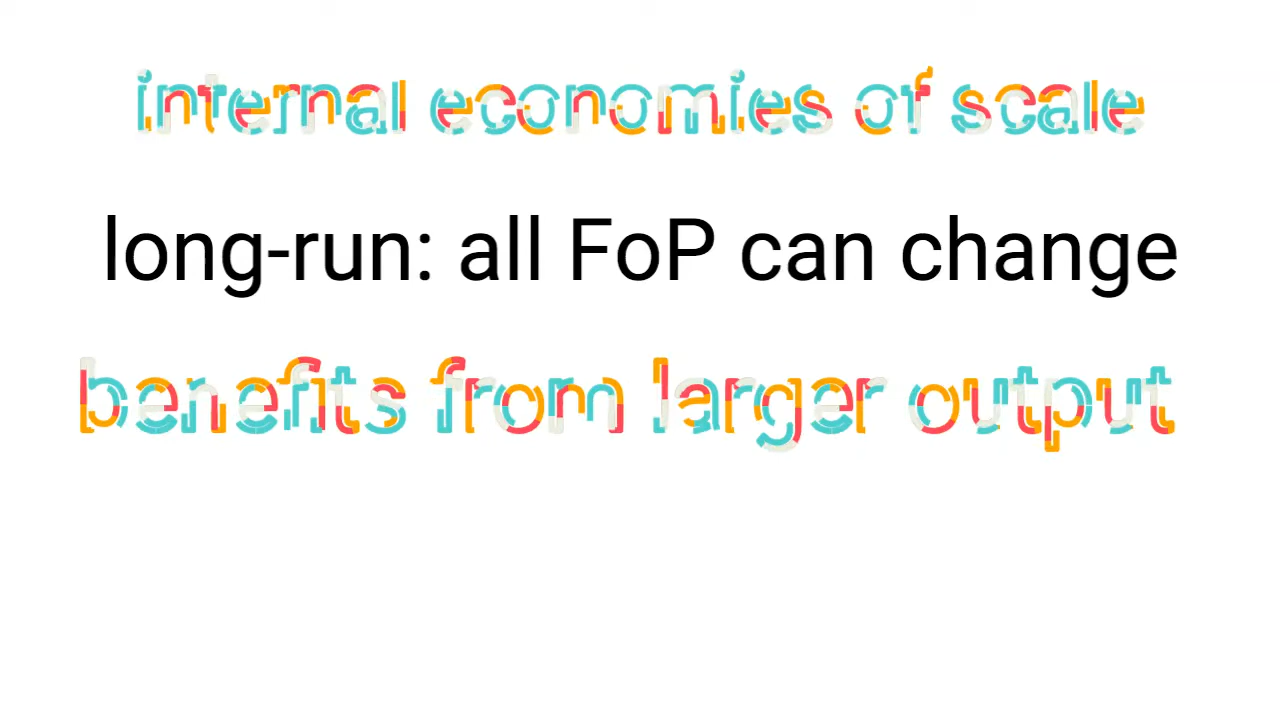 internal economies of scale
long-run: all FoP can change
benefits from larger output